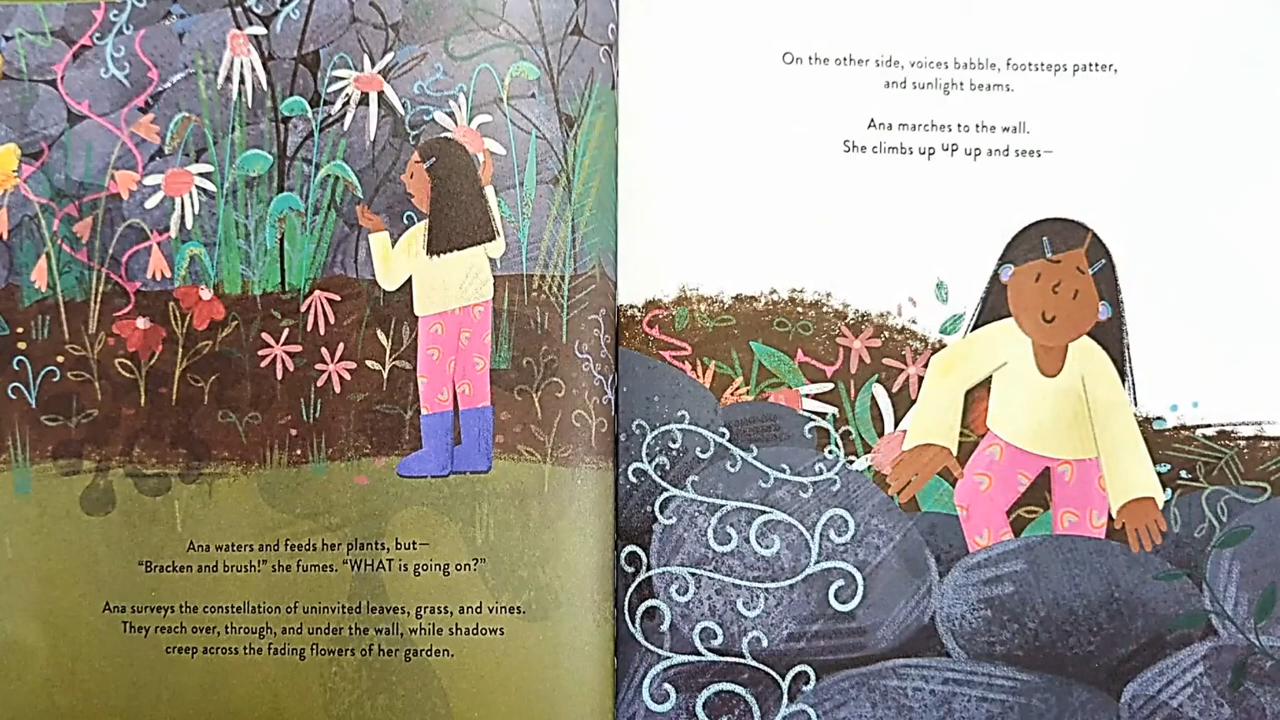 Ana waters and feeds her plants, but—
“Bracken and brush!” she fumes. “WHAT is going on?”
Ana surveys the constellation of uninvited leaves, grass, and vines.
They reach over, through, and under the wall, while shadows
creep across the fading flowers of her garden.
On the other side, voices babble, footsteps patter,
and sunlight beams.
Ana marches to the wall.
She climbs up up up and sees—